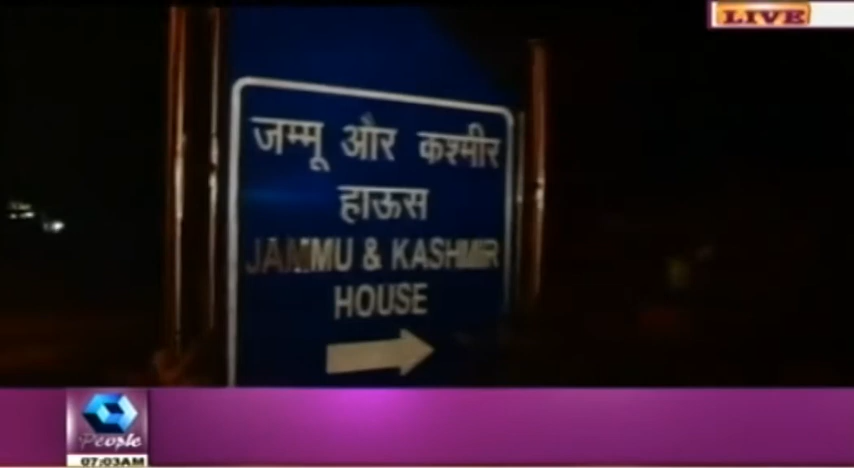 LIVE
जम्मू और कश्मीर
हाऊस
JAMMU & KASHMIR
HOUSE
People
07:03AM